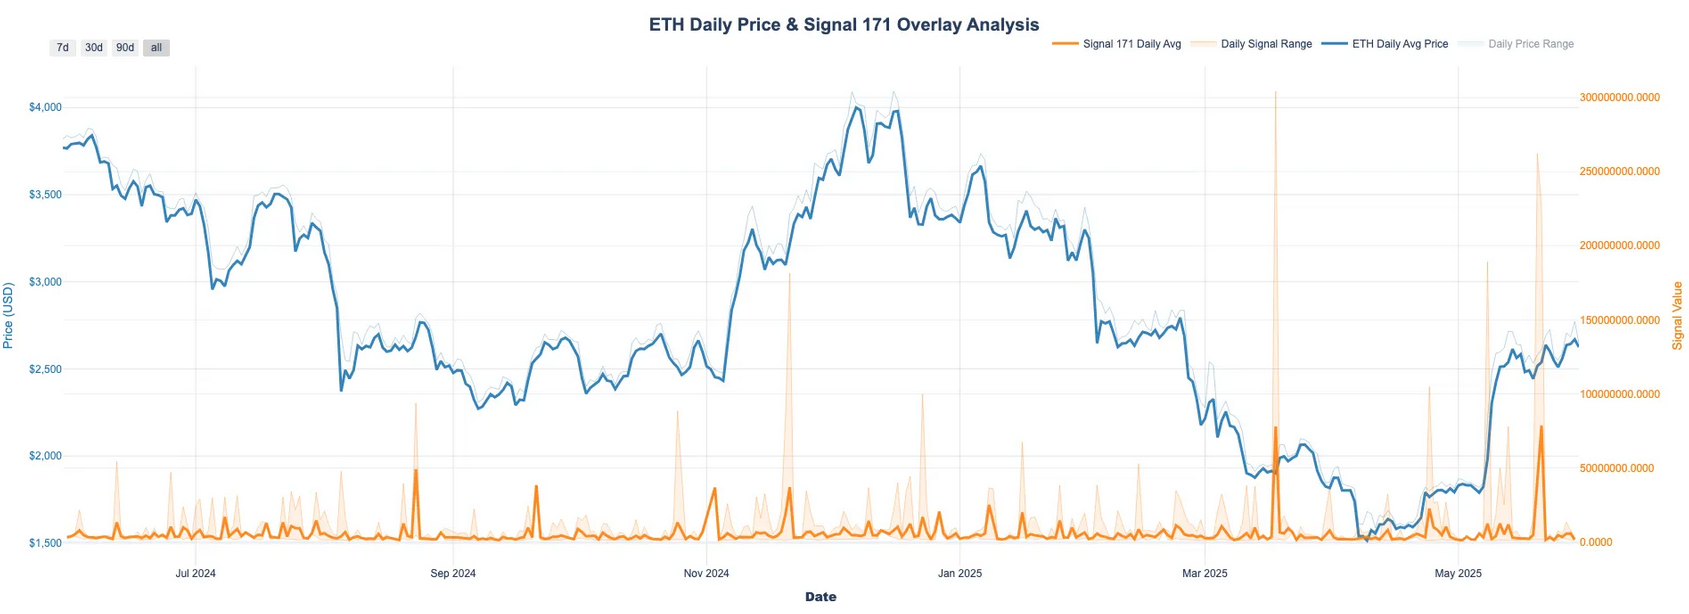 ETH Daily Price & Signal 171 Overlay Analysis
7d 30d 90d all
Signal 171 Daily Avg Daily Signal Range ETH Daily Avg Price Daily Price Range
$4,000
$3,500
$3,000
$2,500
$2,000
$1,500
Price (USD)
300000000.0000
250000000.0000
200000000.0000
150000000.0000
100000000.0000
50000000.0000
0.0000
Signal Value
Jul 2024 Sep 2024 Nov 2024 Jan 2025 Mar 2025 May 2025
Date